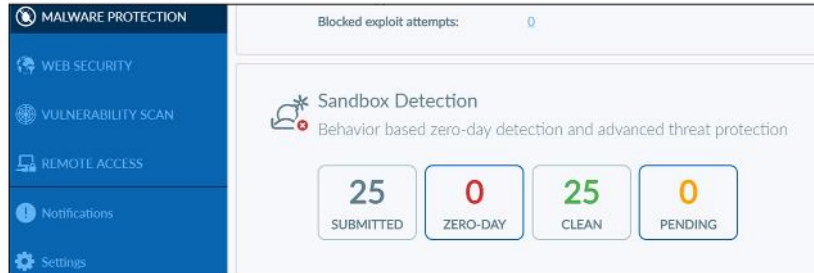 MALWARE PROTECTION
WEB SECURITY
VULNERABILITY SCAN
REMOTE ACCESS
Notifications
Settings
Blocked exploit attempts: 0
Sandbox Detection
Behavior based zero-day detection and advanced threat protection
25 0 25 0
SUBMITTED ZERO-DAY CLEAN PENDING